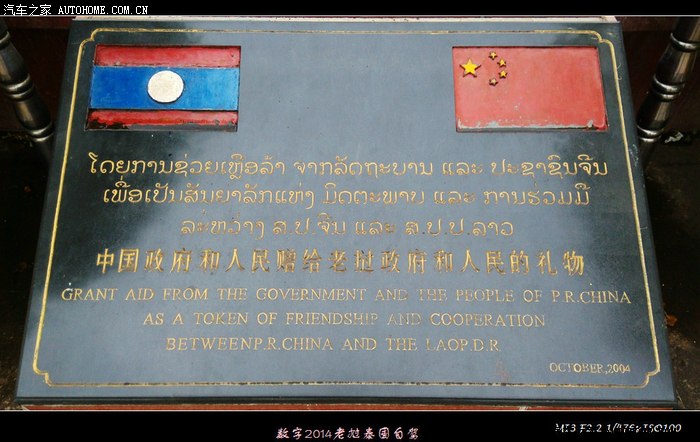 汽车之家 AUTOHOME.COM.CN
ໂດຍການຊ່ວຍເຫຼືອລ້າ ຈາກລັດຖະບານ ແລະ ປະຊາຊົນຈີນ
ເພື່ອເປັນສັນຍາລັກແຫ່ງ ມິດຕະພາບ ແລະ ການຮ່ວມມື
ລະຫວ່າງ ສ.ປ.ຈີນ ແລະ ສ.ປ.ປ.ລາວ
中国政府和人民赠给老挝政府和人民的礼物
GRANT AID FROM THE GOVERNMENT AND THE PEOPLE OF P.R.CHINA
AS A TOKEN OF FRIENDSHIP AND COOPERATION
BETWEENP.R.CHINA AND THE LAOP.D.R
OCTOBER,2004
数字2014老挝泰国自驾
MI3 F2.2 1/476 ISO100